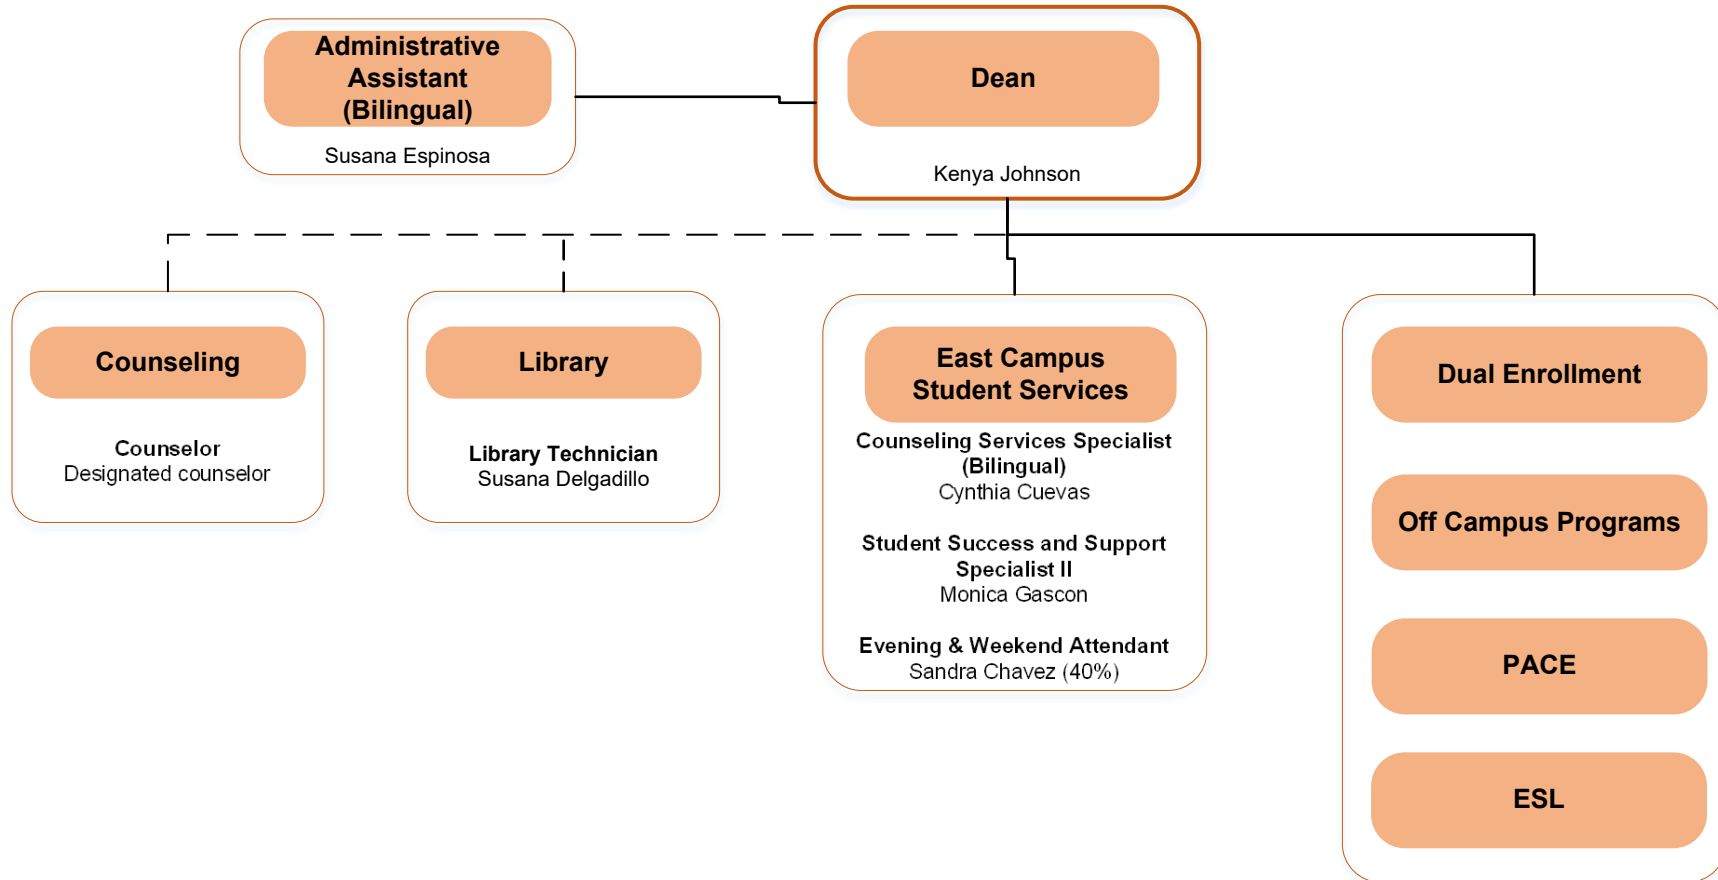 Administrative
Assistant
(Bilingual)
Susana Espinosa
Dean
Kenya Johnson
Counseling
Counselor
Designated counselor
Library
Library Technician
Susana Delgadillo
East Campus
Student Services
Counseling Services Specialist
(Bilingual)
Cynthia Cuevas
Student Success and Support
Specialist II
Monica Gascon
Evening & Weekend Attendant
Sandra Chavez (40%)
Dual Enrollment
Off Campus Programs
PACE
ESL